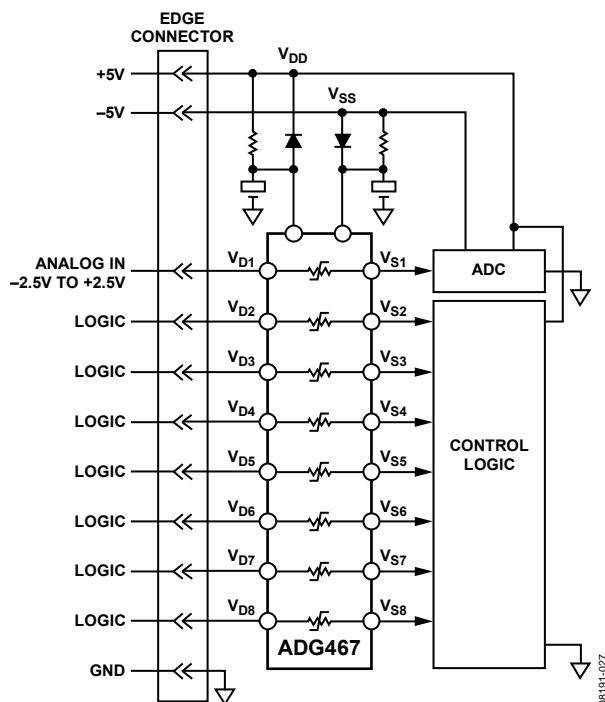 EDGE
CONNECTOR
+5V
VDD
–5V
VSS
ANALOG IN
–2.5V TO +2.5V
VD1
VS1
ADC
LOGIC
VD2
VS2
LOGIC
VD3
VS3
LOGIC
VD4
VS4
CONTROL
LOGIC
LOGIC
VD5
VS5
LOGIC
VD6
VS6
LOGIC
VD7
VS7
LOGIC
VD8
VS8
ADG467
GND
08191-027